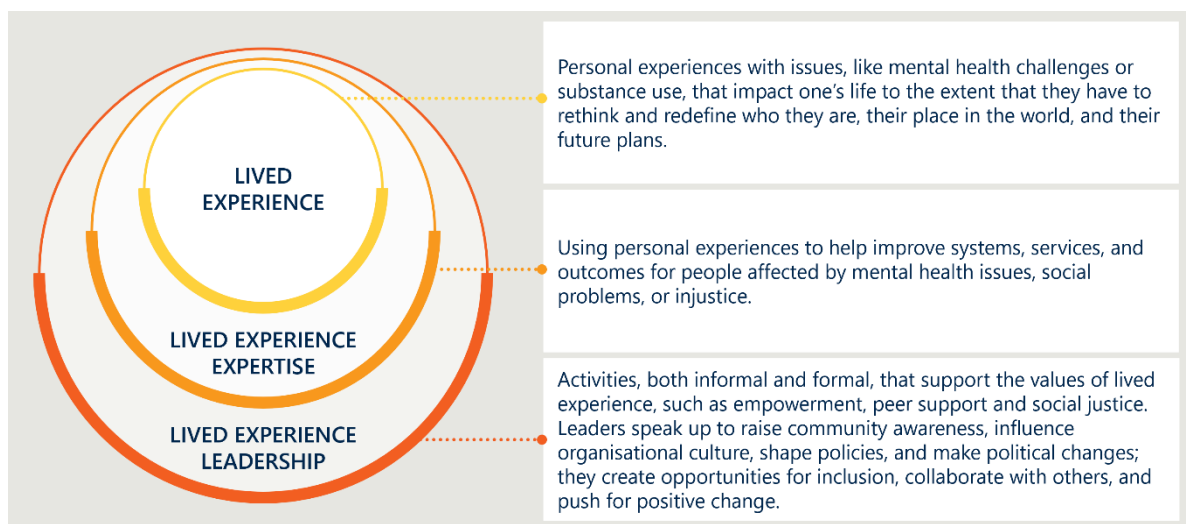 LIVED
EXPERIENCE
Personal experiences with issues, like mental health challenges or
substance use, that impact one’s life to the extent that they have to
rethink and redefine who they are, their place in the world, and their
future plans.
LIVED EXPERIENCE
EXPERTISE
Using personal experiences to help improve systems, services, and
outcomes for people affected by mental health issues, social
problems, or injustice.
LIVED EXPERIENCE
LEADERSHIP
Activities, both informal and formal, that support the values of lived
experience, such as empowerment, peer support and social justice.
Leaders speak up to raise community awareness, influence
organisational culture, shape policies, and make political changes;
they create opportunities for inclusion, collaborate with others, and
push for positive change.